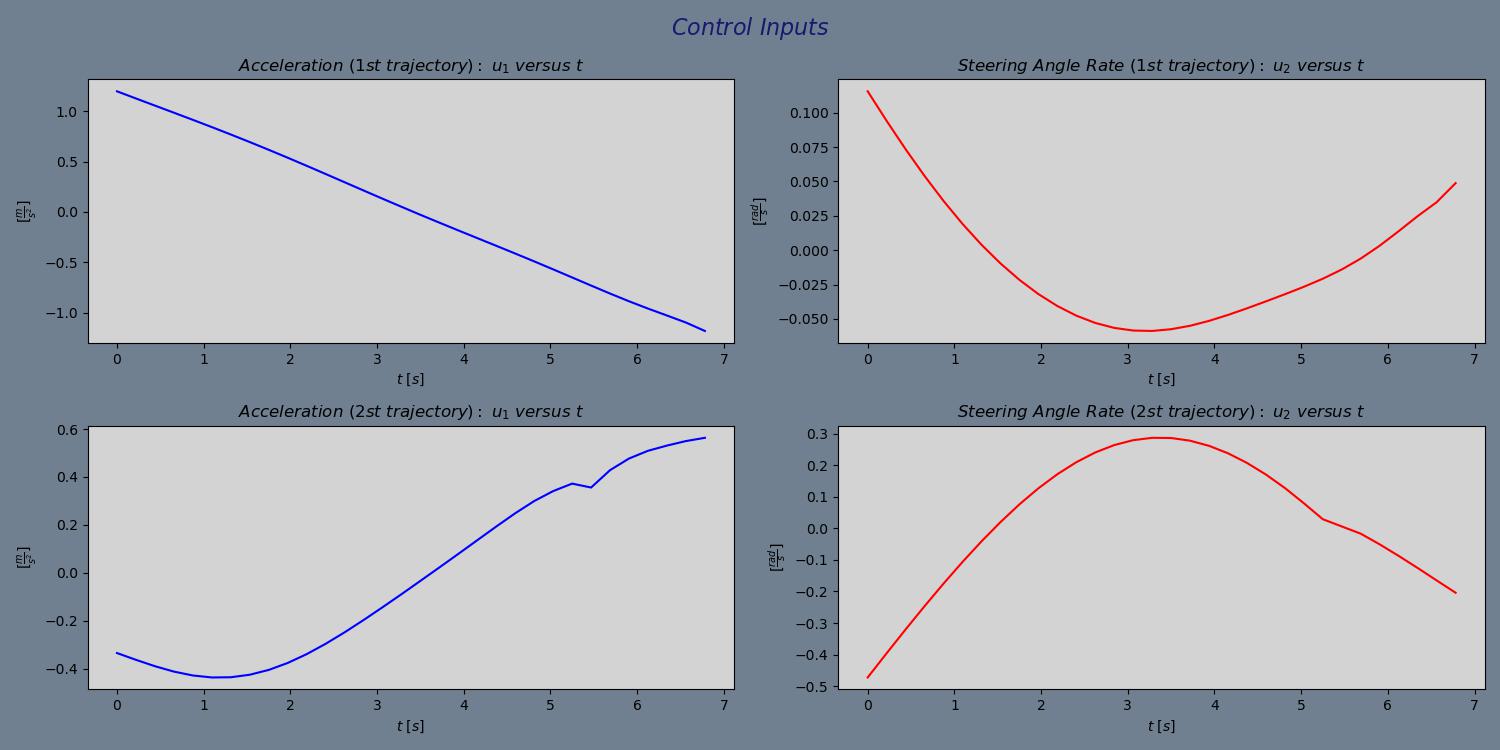 Control Inputs
Acceleration (1st trajectory) : u₁ versus t
1.0
0.5
0.0
−0.5
−1.0
[m/s²]
0 1 2 3 4 5 6 7
t [s]
Steering Angle Rate (1st trajectory) : u₂ versus t
0.100
0.075
0.050
0.025
0.000
−0.025
−0.050
[rad/s]
0 1 2 3 4 5 6 7
t [s]
Acceleration (2st trajectory) : u₁ versus t
0.6
0.4
0.2
0.0
−0.2
−0.4
[m/s²]
0 1 2 3 4 5 6 7
t [s]
Steering Angle Rate (2st trajectory) : u₂ versus t
0.3
0.2
0.1
0.0
−0.1
−0.2
−0.3
−0.4
−0.5
[rad/s]
0 1 2 3 4 5 6 7
t [s]